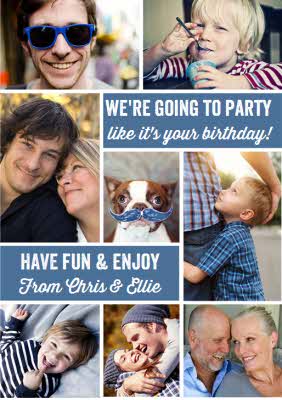 WE'RE GOING TO PARTY
like it's your birthday!
HAVE FUN & ENJOY
From Chris & Ellie